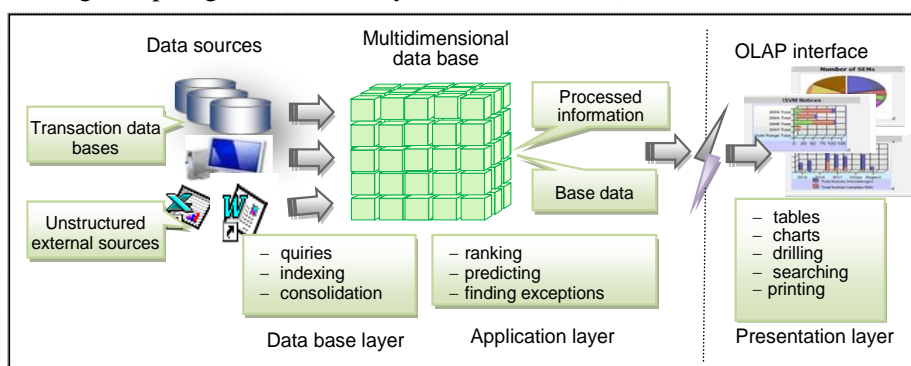 Data sources
Multidimensional
data base
OLAP interface
Number of SENs
ISVM Notices
Transaction data
bases
Processed
information
Base data
Unstructured
external sources
– quiries
– indexing
– consolidation
– ranking
– predicting
– finding exceptions
– tables
– charts
– drilling
– searching
– printing
Data base layer
Application layer
Presentation layer